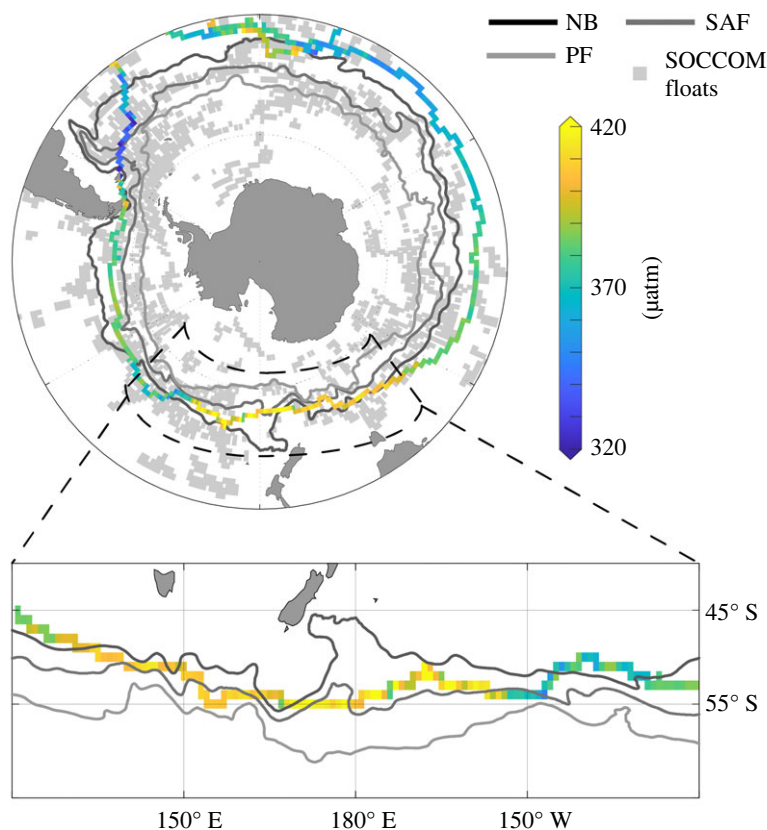 NB
SAF
PF
SOCCOM
floats
420
370
320
(µatm)
45° S
55° S
150° E
180° E
150° W